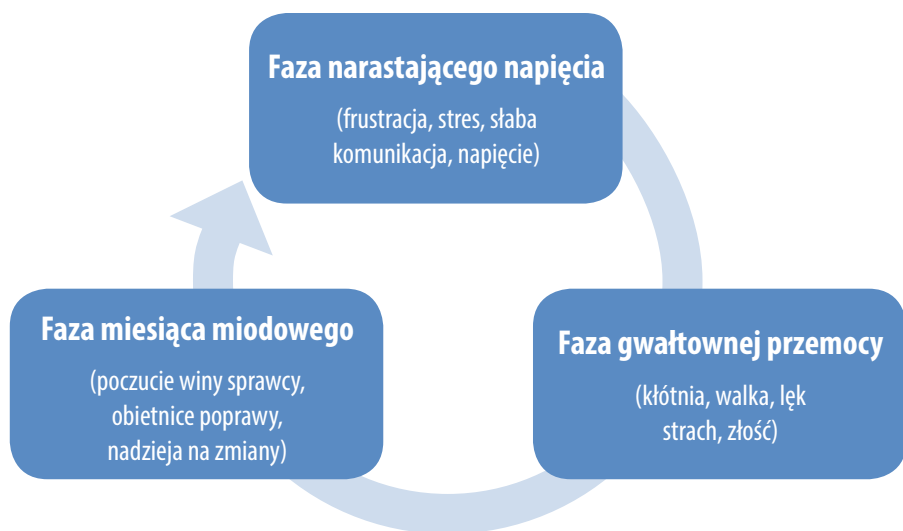 Faza narastającego napięcia
(frustracja, stres, słaba
komunikacja, napięcie)
Faza miesiąca miodowego
(poczucie winy sprawcy,
obietnice poprawy,
nadzieja na zmiany)
Faza gwałtownej przemocy
(kłótnia, walka, lęk
strach, złość)